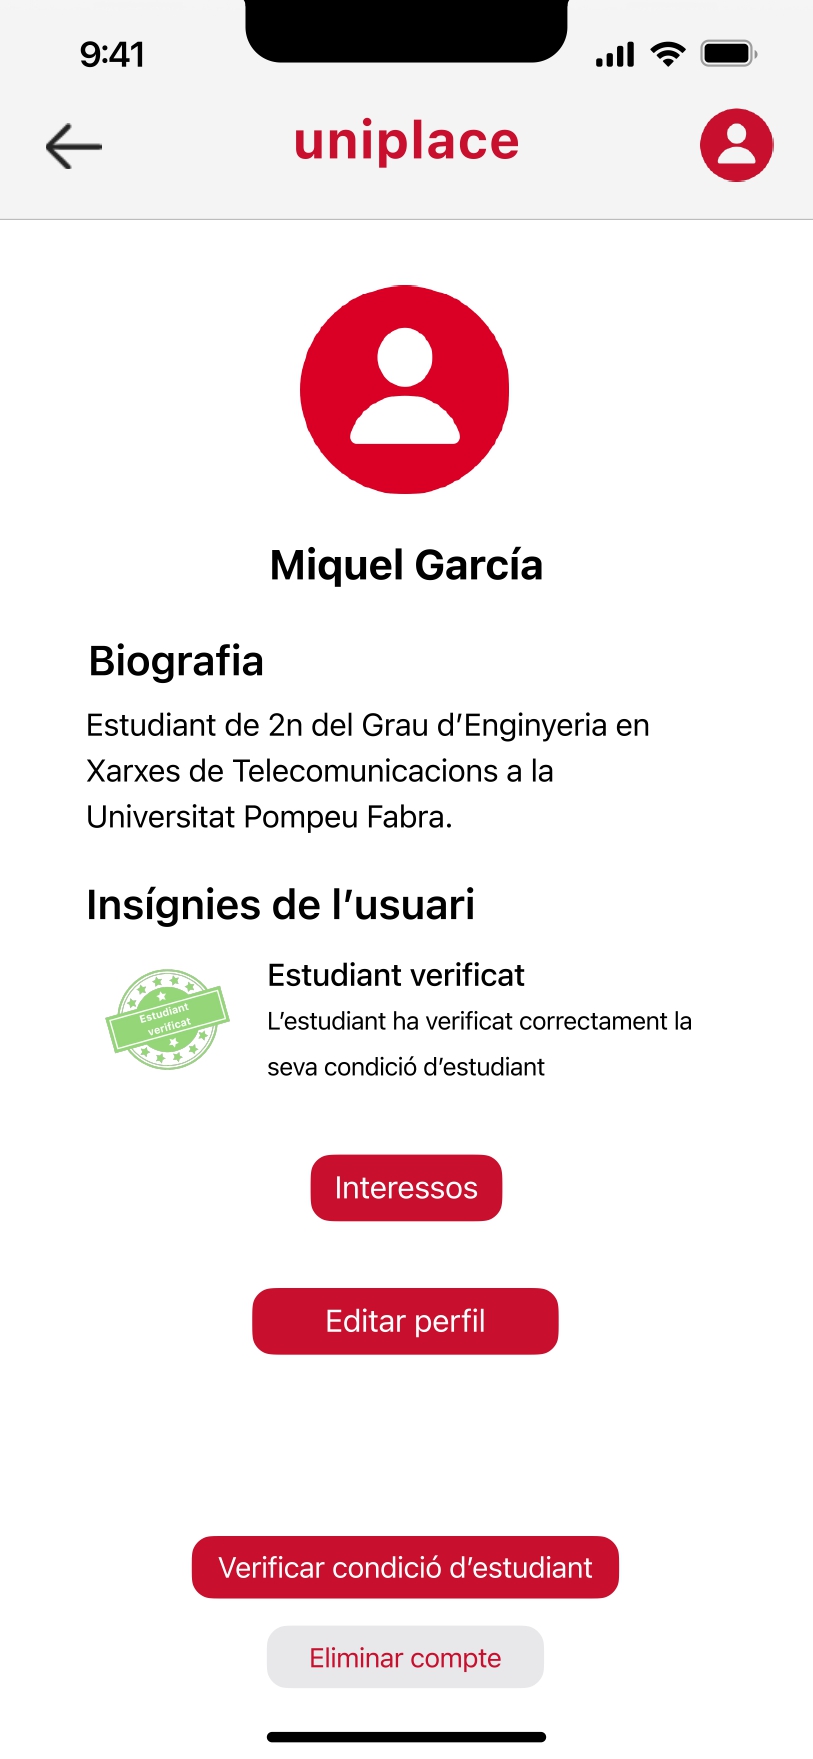 9:41
uniplace
Miquel García
Biografia
Estudiant de 2n del Grau d’Enginyeria en
Xarxes de Telecomunicacions a la
Universitat Pompeu Fabra.
Insígnies de l’usuari
Estudiant
verificat
Estudiant verificat
L’estudiant ha verificat correctament la
seva condició d’estudiant
Interessos
Editar perfil
Verificar condició d’estudiant
Eliminar compte